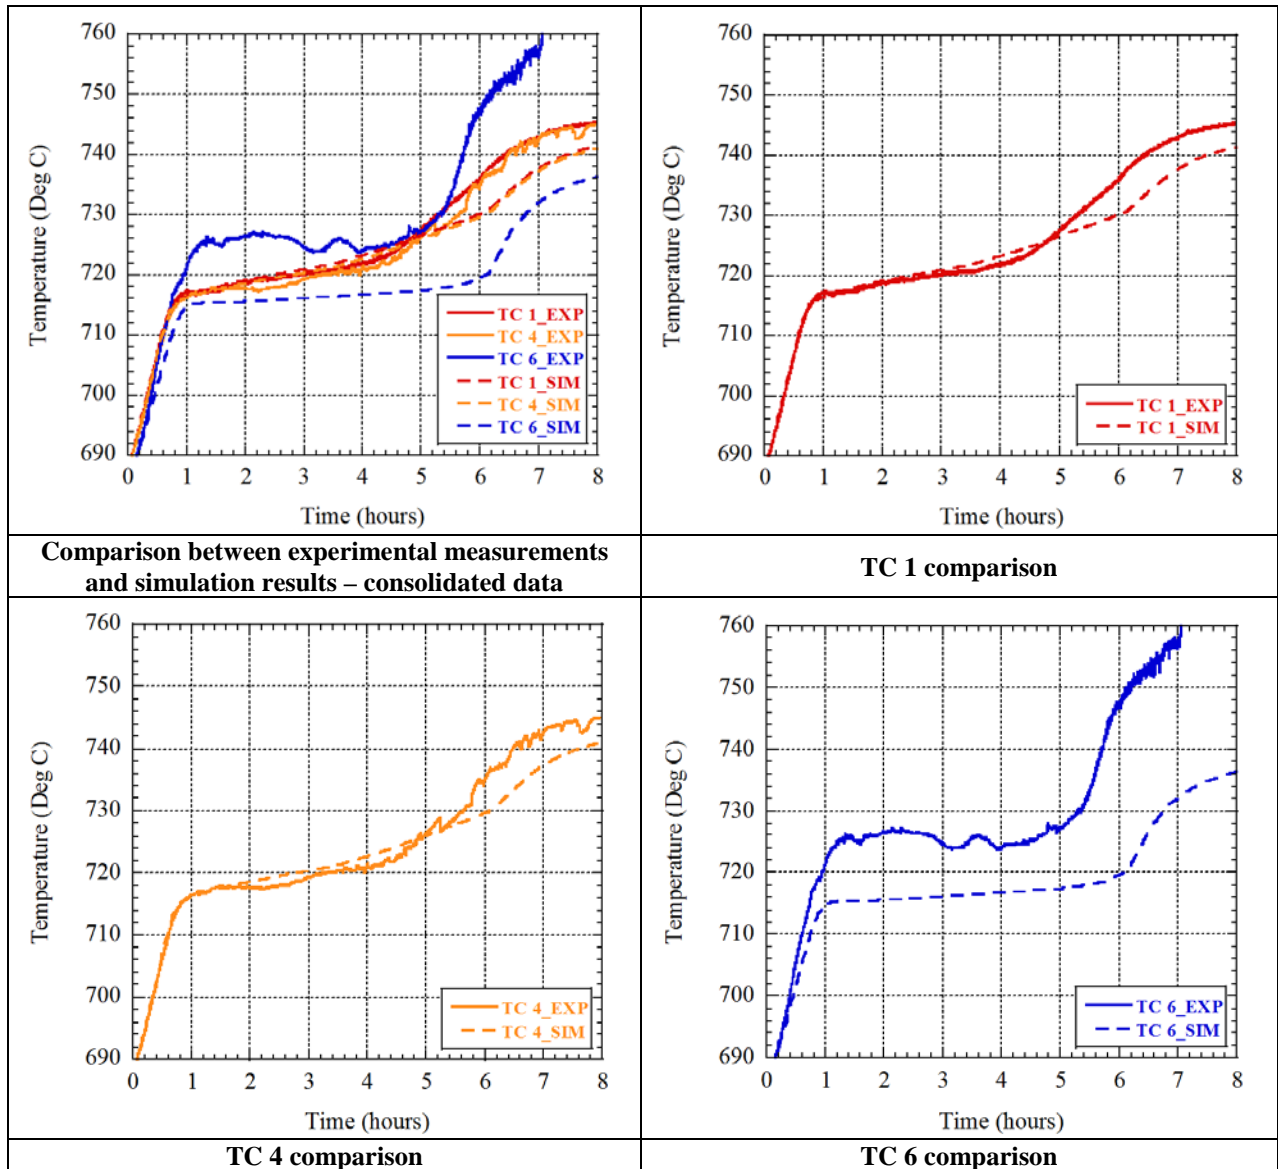 760
750
740
730
720
710
700
690
Temperature (Deg C)
0 1 2 3 4 5 6 7 8
Time (hours)
TC 1_EXP
TC 4_EXP
TC 6_EXP
TC 1_SIM
TC 4_SIM
TC 6_SIM
Comparison between experimental measurements
and simulation results – consolidated data
760
750
740
730
720
710
700
690
Temperature (Deg C)
0 1 2 3 4 5 6 7 8
Time (hours)
TC 1_EXP
TC 1_SIM
TC 1 comparison
760
750
740
730
720
710
700
690
Temperature (Deg C)
0 1 2 3 4 5 6 7 8
Time (hours)
TC 4_EXP
TC 4_SIM
TC 4 comparison
760
750
740
730
720
710
700
690
Temperature (Deg C)
0 1 2 3 4 5 6 7 8
Time (hours)
TC 6_EXP
TC 6_SIM
TC 6 comparison